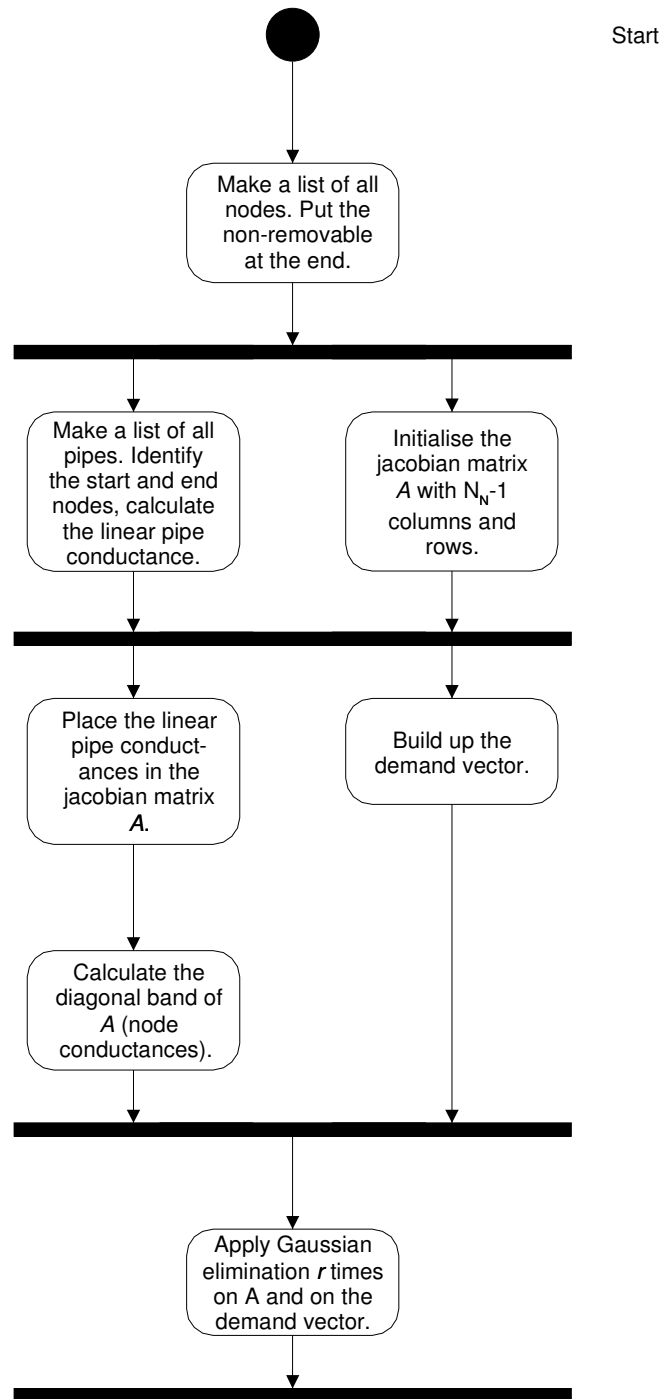 Start
Make a list of all
nodes. Put the
non-removable
at the end.
Make a list of all
pipes. Identify
the start and end
nodes, calculate
the linear pipe
conductance.
Initialise the
jacobian matrix
A with N_N-1
columns and
rows.
Place the linear
pipe conduct-
ances in the
jacobian matrix
A.
Build up the
demand vector.
Calculate the
diagonal band of
A (node
conductances).
Apply Gaussian
elimination r times
on A and on the
demand vector.